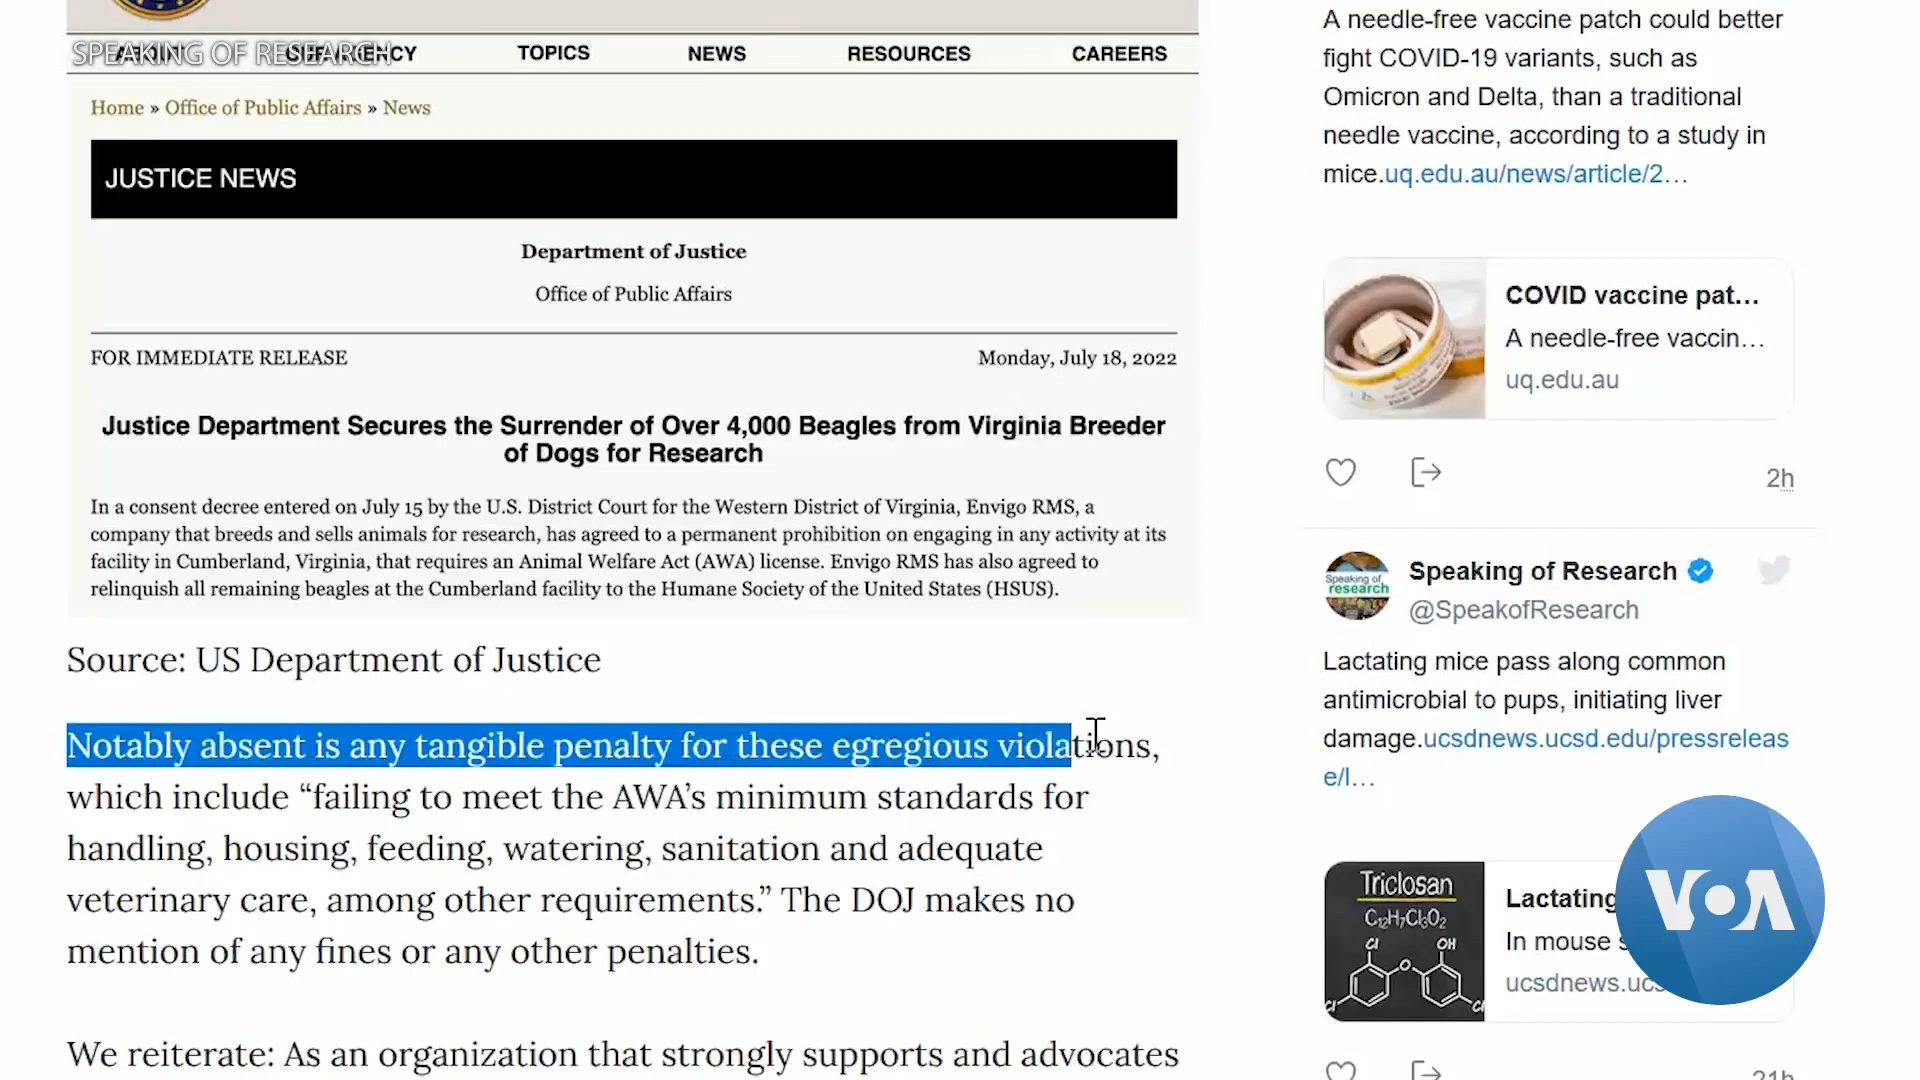 SPEAKING OF RESEARCH
TOPICS
NEWS
RESOURCES
CAREERS
Home » Office of Public Affairs » News
JUSTICE NEWS
Department of Justice
Office of Public Affairs
FOR IMMEDIATE RELEASE
Monday, July 18, 2022
Justice Department Secures the Surrender of Over 4,000 Beagles from Virginia Breeder
of Dogs for Research
In a consent decree entered on July 15 by the U.S. District Court for the Western District of Virginia, Envigo RMS, a
company that breeds and sells animals for research, has agreed to a permanent prohibition on engaging in any activity at its
facility in Cumberland, Virginia, that requires an Animal Welfare Act (AWA) license. Envigo RMS has also agreed to
relinquish all remaining beagles at the Cumberland facility to the Humane Society of the United States (HSUS).
Source: US Department of Justice
Notably absent is any tangible penalty for these egregious violations,
which include “failing to meet the AWA’s minimum standards for
handling, housing, feeding, watering, sanitation and adequate
veterinary care, among other requirements.” The DOJ makes no
mention of any fines or any other penalties.
We reiterate: As an organization that strongly supports and advocates
A needle-free vaccine patch could better
fight COVID-19 variants, such as
Omicron and Delta, than a traditional
needle vaccine, according to a study in
mice.uq.edu.au/news/article/2…
COVID vaccine pat…
A needle-free vaccin…
uq.edu.au
2h
Speaking of Research
@SpeakofResearch
Speaking of
research
Lactating mice pass along common
antimicrobial to pups, initiating liver
damage.ucsdnews.ucsd.edu/pressreleas
e/l…
Triclosan
C12H7Cl3O2
Cl
OH
O
Cl
Cl
Lactating
In mouse s
ucsdnews.ucs
VOA
21h